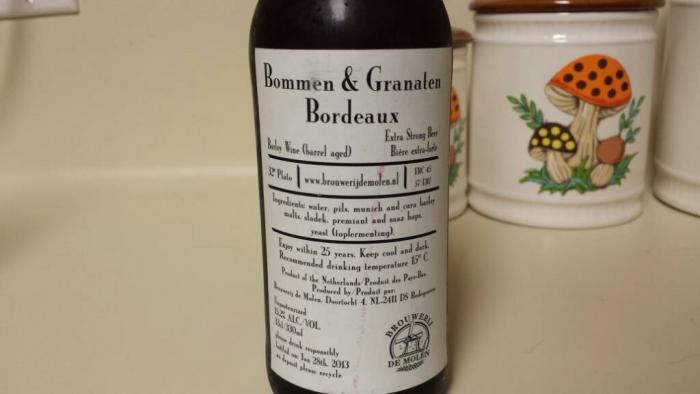 Bommen & Granaten
Bordeaux
Barley Wine (barrel aged)
Extra Strong Beer
Bière extra-forte
32° Plato
www.brouwerijdemolen.nl
EBC 45
57 EBU
Ingredients: water, pils, munich and cara barley
malts, sladek, premiant and saaz hops,
yeast (topfermenting).
Enjoy within 25 years. Keep cool and dark.
Recommended drinking temperature 15° C.
Product of the Netherlands/Produit des Pays-Bas
Produced by/Produit par:
Brouwerij de Molen, Doortocht 4, NL-2411 DS Bodegraven
Unpasteurized
15.2% ALC/VOL.
33cl/330ml
please drink responsibly
bottled on: Jan 28th, 2013
no deposit please recycle
BROUWERIJ
DE MOLEN